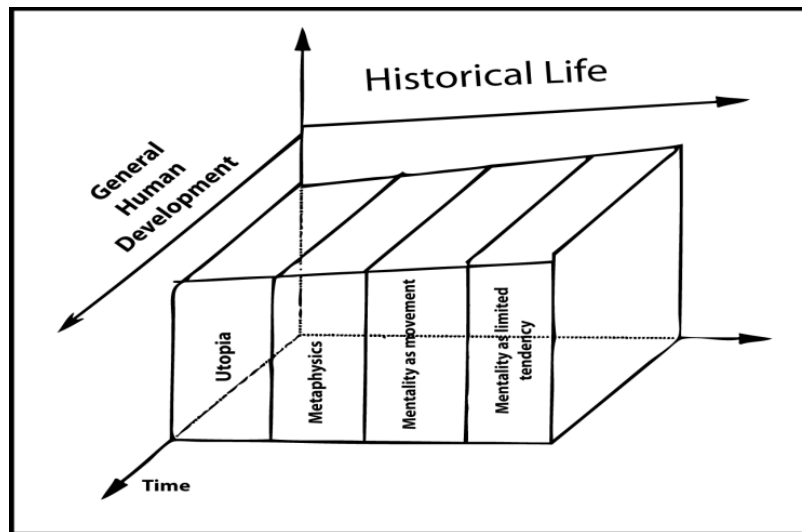 Historical Life
General
Human
Development
Utopia
Metaphysics
Mentality as movement
Mentality as limited
tendency
Time